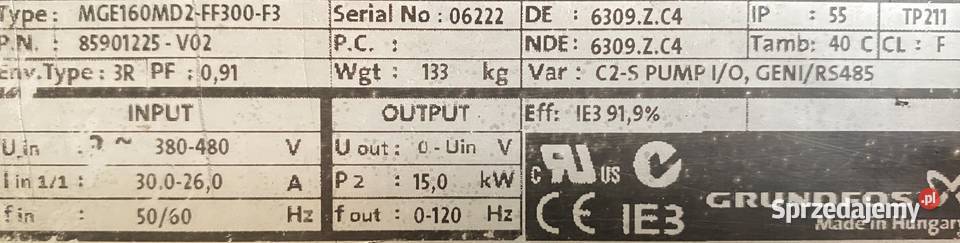 Type: MGE160MD2-FF300-F3 Serial No : 06222 DE : 6309.Z.C4 IP : 55 TP211
P.N. : 85901225 - V02 P.C. : NDE: 6309.Z.C4 Tamb: 40 C CL : F
Env.Type : 3R PF : 0,91 Wgt : 133 kg Var : C2-S PUMP I/O, GENI/RS485
INPUT OUTPUT Eff: IE3 91,9%
U in : ~ 380-480 V U out: 0 - Uin V
I in 1/1 : 30.0-26,0 A P2 : 15,0 kW
f in : 50/60 Hz f out : 0-120 Hz
c RU US C
CE IE3
GRUNDFOS X
Sprzedajemy .pl
Made in Hungary